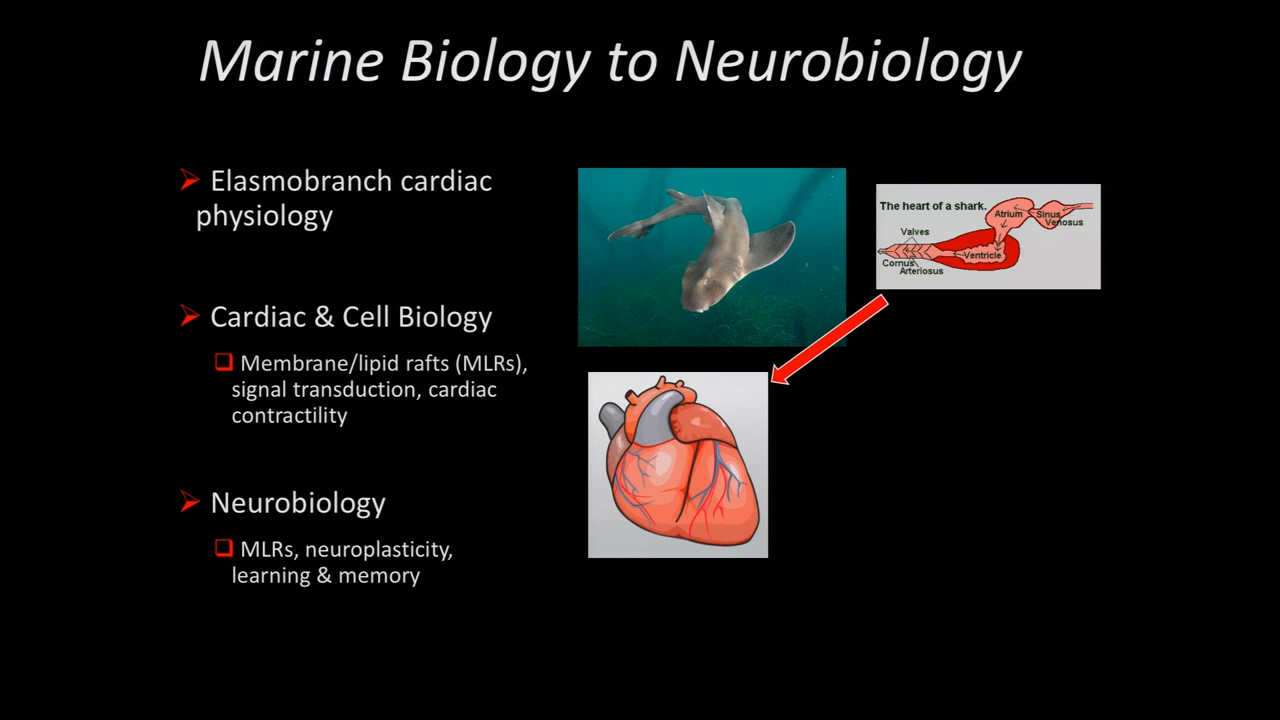 Marine Biology to Neurobiology
Elasmobranch cardiac
physiology
Cardiac & Cell Biology
Membrane/lipid rafts (MLRs),
signal transduction, cardiac
contractility
Neurobiology
MLRs, neuroplasticity,
learning & memory
The heart of a shark.
Atrium
Sinus
Venosus
Valves
Ventricle
Cornus
Arteriosus